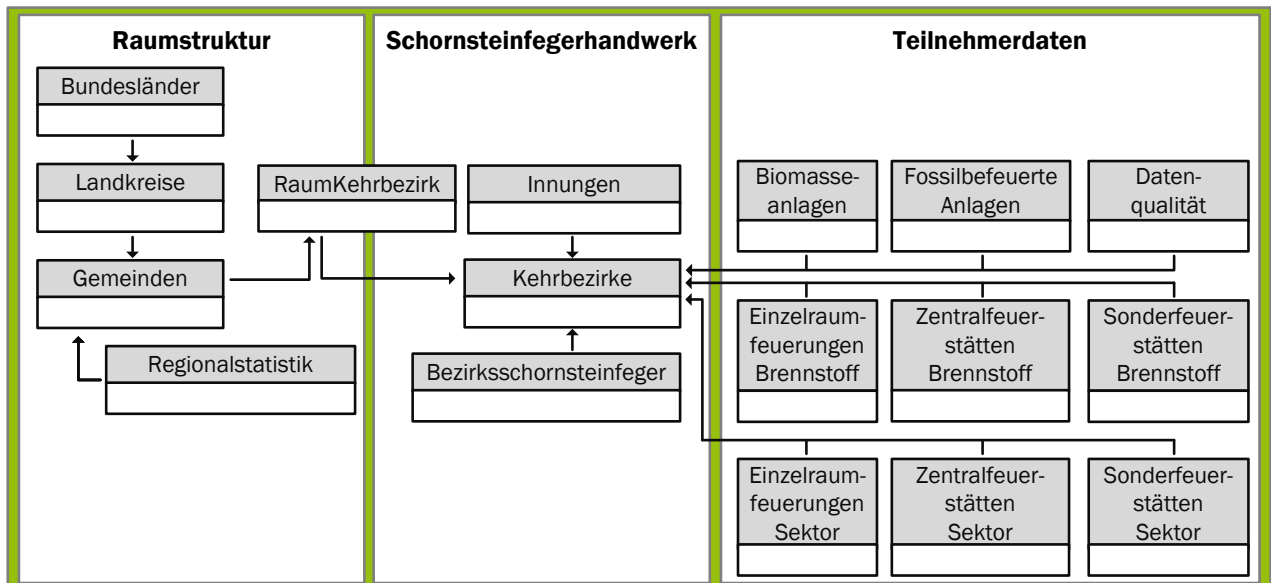 Raumstruktur
Bundesländer
Landkreise
Gemeinden
Regionalstatistik
RaumKehrbezirk
Schornsteinfegerhandwerk
Innungen
Kehrbezirke
Bezirksschornsteinfeger
Teilnehmerdaten
Biomasse-
anlagen
Fossilbefeuerte
Anlagen
Daten-
qualität
Einzelraum-
feuerungen
Brennstoff
Zentralfeuer-
stätten
Brennstoff
Sonderfeuer-
stätten
Brennstoff
Einzelraum-
feuerungen
Sektor
Zentralfeuer-
stätten
Sektor
Sonderfeuer-
stätten
Sektor